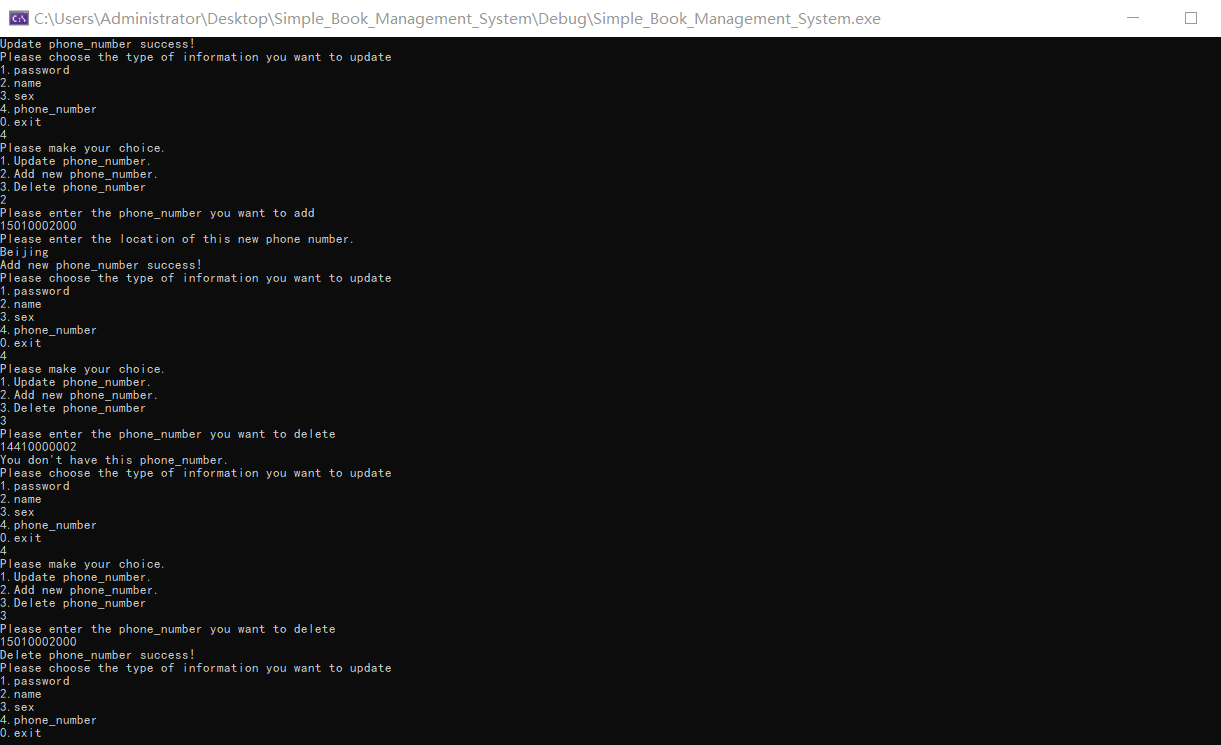 C:\Users\Administrator\Desktop\Simple_Book_Management_System\Debug\Simple_Book_Management_System.exe
Update phone_number success!
Please choose the type of information you want to update
1.password
2.name
3.sex
4.phone_number
0.exit
4
Please make your choice.
1.Update phone_number.
2.Add new phone_number.
3.Delete phone_number
2
Please enter the phone_number you want to add
15010002000
Please enter the location of this new phone number.
Beijing
Add new phone_number success!
Please choose the type of information you want to update
1.password
2.name
3.sex
4.phone_number
0.exit
4
Please make your choice.
1.Update phone_number.
2.Add new phone_number.
3.Delete phone_number
3
Please enter the phone_number you want to delete
14410000002
You don't have this phone_number.
Please choose the type of information you want to update
1.password
2.name
3.sex
4.phone_number
0.exit
4
Please make your choice.
1.Update phone_number.
2.Add new phone_number.
3.Delete phone_number
3
Please enter the phone_number you want to delete
15010002000
Delete phone_number success!
Please choose the type of information you want to update
1.password
2.name
3.sex
4.phone_number
0.exit